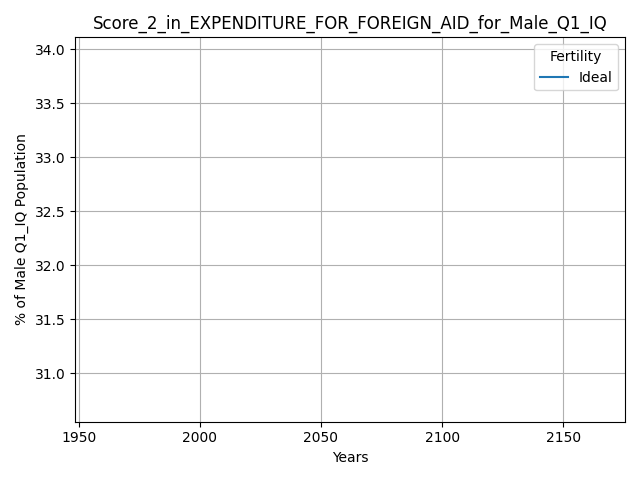 Score_2_in_EXPENDITURE_FOR_FOREIGN_AID_for_Male_Q1_IQ
Fertility
Ideal
% of Male Q1_IQ Population
34.0
33.5
33.0
32.5
32.0
31.5
31.0
1950 2000 2050 2100 2150
Years